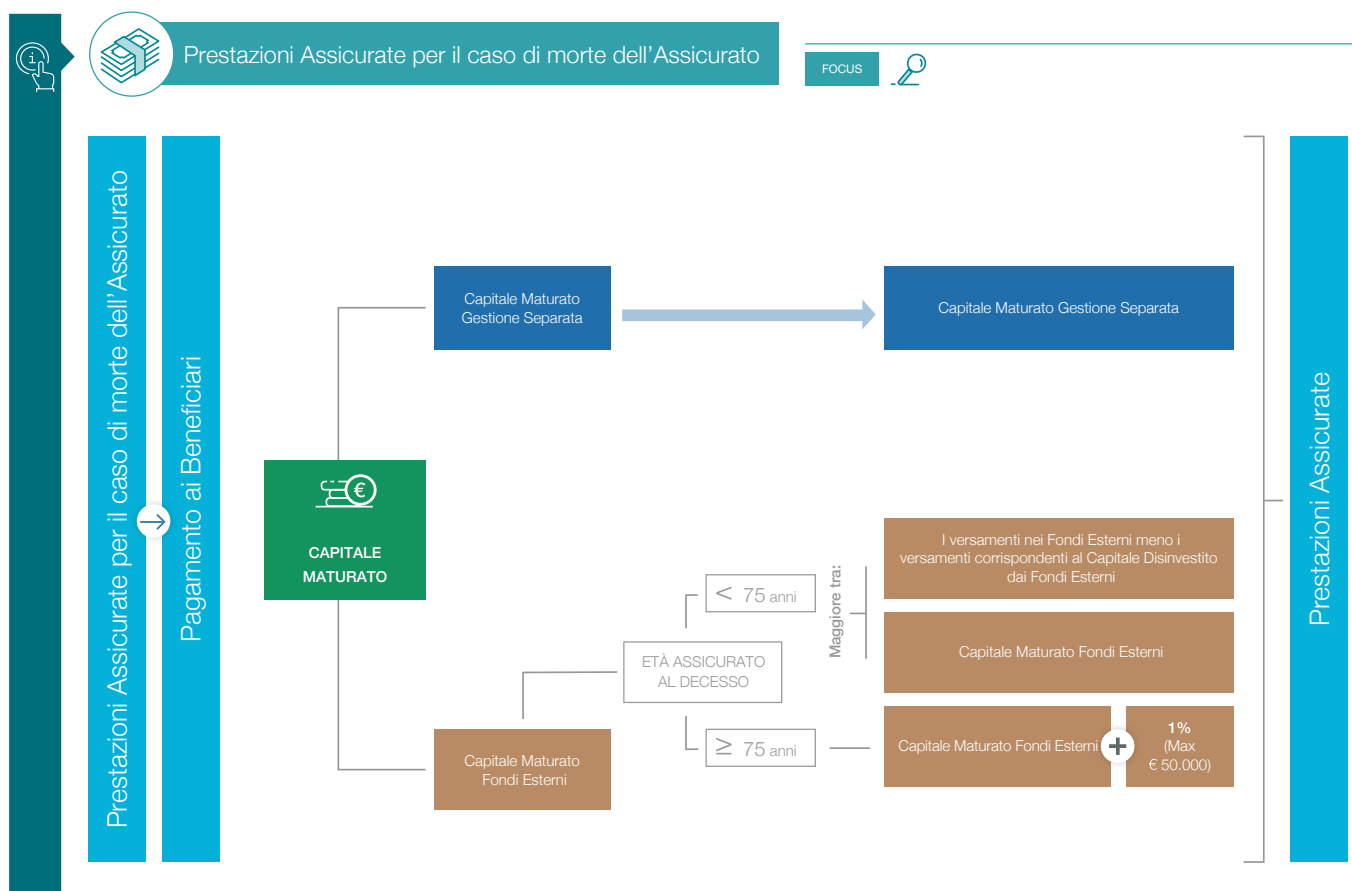 Prestazioni Assicurate per il caso di morte dell'Assicurato
FOCUS
Prestazioni Assicurate per il caso di morte dell'Assicurato
Pagamento ai Beneficiari
CAPITALE
MATURATO
Capitale Maturato
Gestione Separata
Capitale Maturato Gestione Separata
Capitale Maturato
Fondi Esterni
ETÀ ASSICURATO
AL DECESSO
< 75 anni
Maggiore tra:
I versamenti nei Fondi Esterni meno i
versamenti corrispondenti al Capitale Disinvestito
dai Fondi Esterni
Capitale Maturato Fondi Esterni
≥ 75 anni
Capitale Maturato Fondi Esterni
+
1%
(Max
€ 50.000)
Prestazioni Assicurate